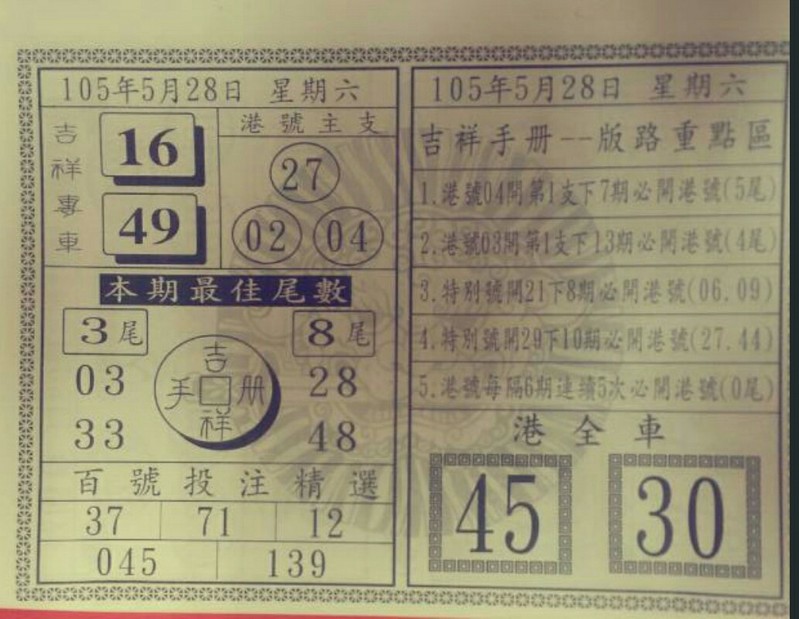 105年5月28日 星期六
吉祥專車
16
49
港號主支
27
02 04
本期最佳尾數
3尾
8尾
03
33
28
48
吉祥手册
百號投注精選
37 71 12
045 139
105年5月28日 星期六
吉祥手册--版路重點區
1.港號04開第1支下7期必開港號(5尾)
2.港號03開第1支下13期必開港號(4尾)
3.特別號開21下8期必開港號(06.09)
4.特別號開29下10期必開港號(27.44)
5.港號每隔6期連續5次必開港號(0尾)
港全車
45 30